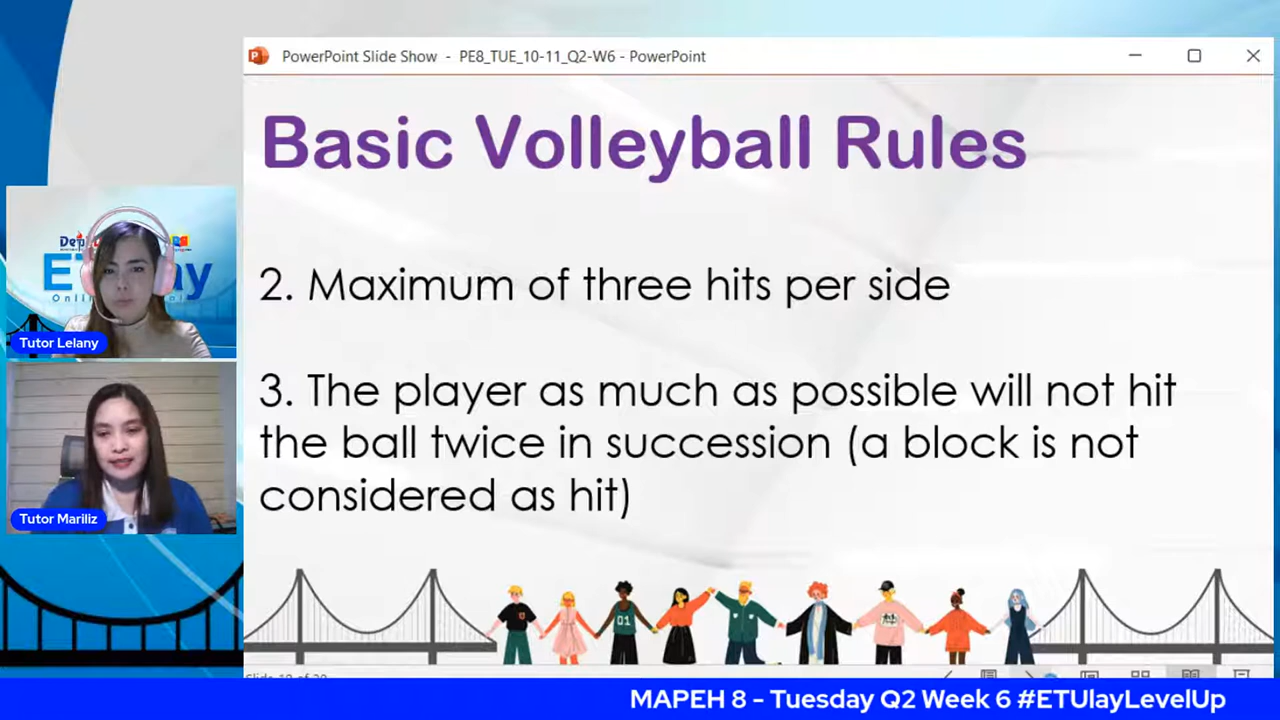 PowerPoint Slide Show - PE8_TUE_10-11_Q2-W6 - PowerPoint
Basic Volleyball Rules
2. Maximum of three hits per side
3. The player as much as possible will not hit
the ball twice in succession (a block is not
considered as hit)
01
Tutor Lelany
Tutor Mariliz
MAPEH 8 - Tuesday Q2 Week 6 #ETUlayLevelUp